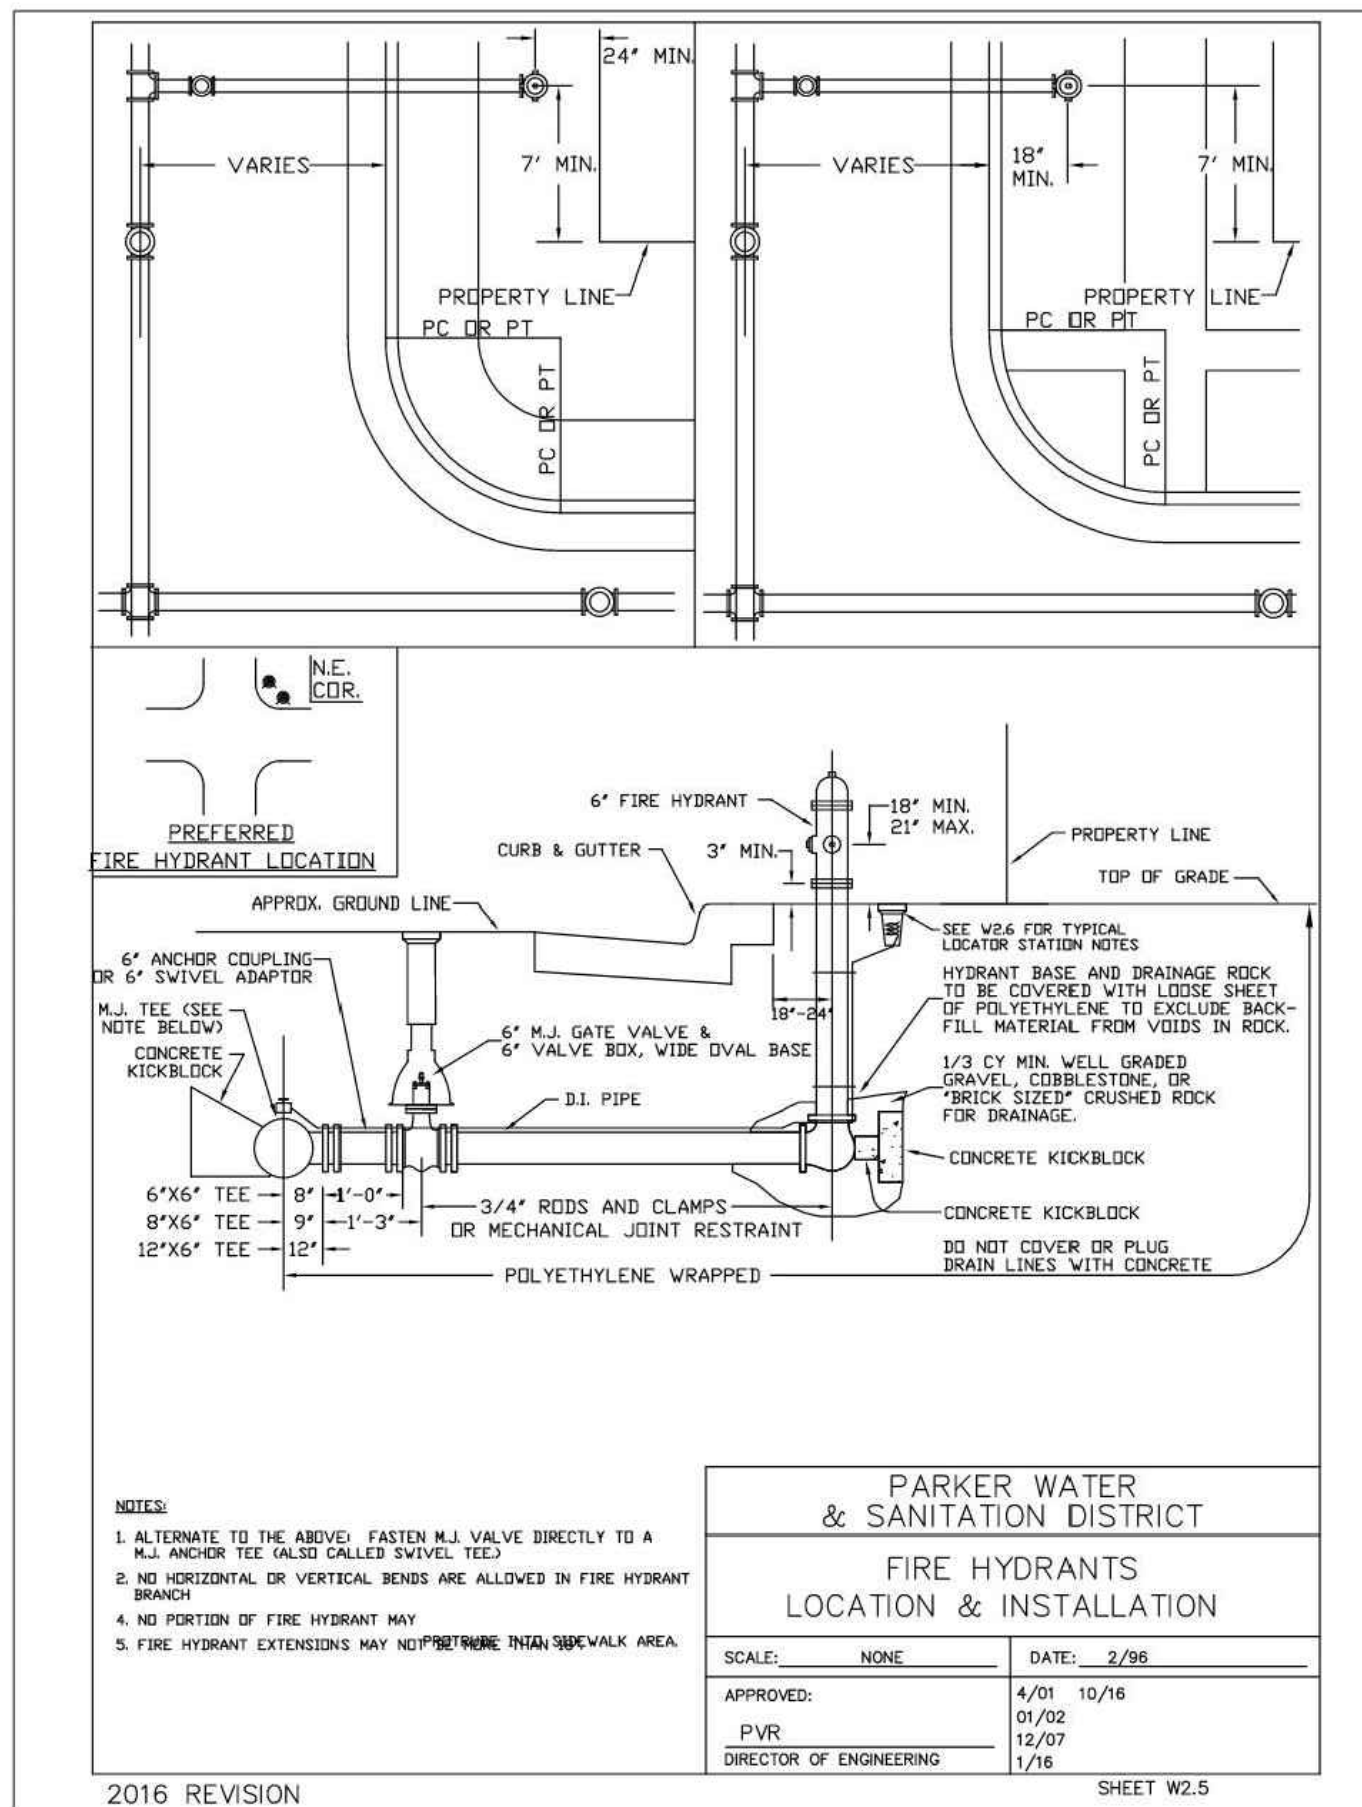 24" MIN.
7' MIN.
VARIES
PROPERTY LINE
PC OR PT
PC OR PT
VARIES
18"
MIN.
7' MIN.
PROPERTY LINE
PC OR PT
PC OR PT
N.E.
COR.
PREFERRED
FIRE HYDRANT LOCATION
6" FIRE HYDRANT
18" MIN.
21" MAX.
CURB & GUTTER
3" MIN.
PROPERTY LINE
TOP OF GRADE
APPROX. GROUND LINE
SEE W2.6 FOR TYPICAL
LOCATOR STATION NOTES
6" ANCHOR COUPLING
OR 6" SWIVEL ADAPTOR
M.J. TEE (SEE
NOTE BELOW)
CONCRETE
KICKBLOCK
6" M.J. GATE VALVE &
6" VALVE BOX, WIDE OVAL BASE
18"-24"
HYDRANT BASE AND DRAINAGE ROCK
TO BE COVERED WITH LOOSE SHEET
OF POLYETHYLENE TO EXCLUDE BACK-
FILL MATERIAL FROM VOIDS IN ROCK.
D.I. PIPE
1/3 CY MIN. WELL GRADED
GRAVEL, COBBLESTONE, OR
"BRICK SIZED" CRUSHED ROCK
FOR DRAINAGE.
CONCRETE KICKBLOCK
6"X6" TEE 8" 1'-0"
8"X6" TEE 9" 1'-3"
12"X6" TEE 12"
3/4" RODS AND CLAMPS
OR MECHANICAL JOINT RESTRAINT
CONCRETE KICKBLOCK
DO NOT COVER OR PLUG
DRAIN LINES WITH CONCRETE
POLYETHYLENE WRAPPED
NOTES:
1. ALTERNATE TO THE ABOVE: FASTEN M.J. VALVE DIRECTLY TO A
M.J. ANCHOR TEE (ALSO CALLED SWIVEL TEE.)
2. NO HORIZONTAL OR VERTICAL BENDS ARE ALLOWED IN FIRE HYDRANT
BRANCH
4. NO PORTION OF FIRE HYDRANT MAY
PROTRUDE INTO SIDEWALK AREA.
5. FIRE HYDRANT EXTENSIONS MAY NOT BE MORE THAN
PARKER WATER
& SANITATION DISTRICT
FIRE HYDRANTS
LOCATION & INSTALLATION
SCALE: NONE
DATE: 2/96
APPROVED:
PVR
DIRECTOR OF ENGINEERING
4/01 10/16
01/02
12/07
1/16
2016 REVISION
SHEET W2.5